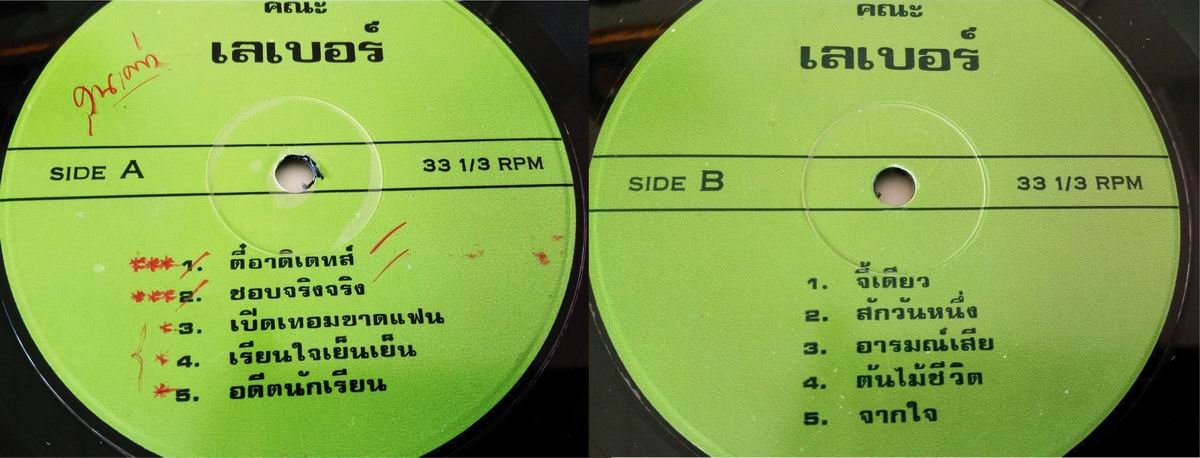 คณะ
เลเบอร์
SIDE A
33 1/3 RPM
***1. ตี๋อาดิเดทส์
***2. ชอบจริงจริง
*3. เปิดเทอมขาดแฟน
*4. เรียนใจเย็นเย็น
*5. อดีตนักเรียน
คณะ
เลเบอร์
SIDE B
33 1/3 RPM
1. จี้เดียว
2. สักวันหนึ่ง
3. อารมณ์เสีย
4. ต้นไม้ชีวิต
5. จากใจ